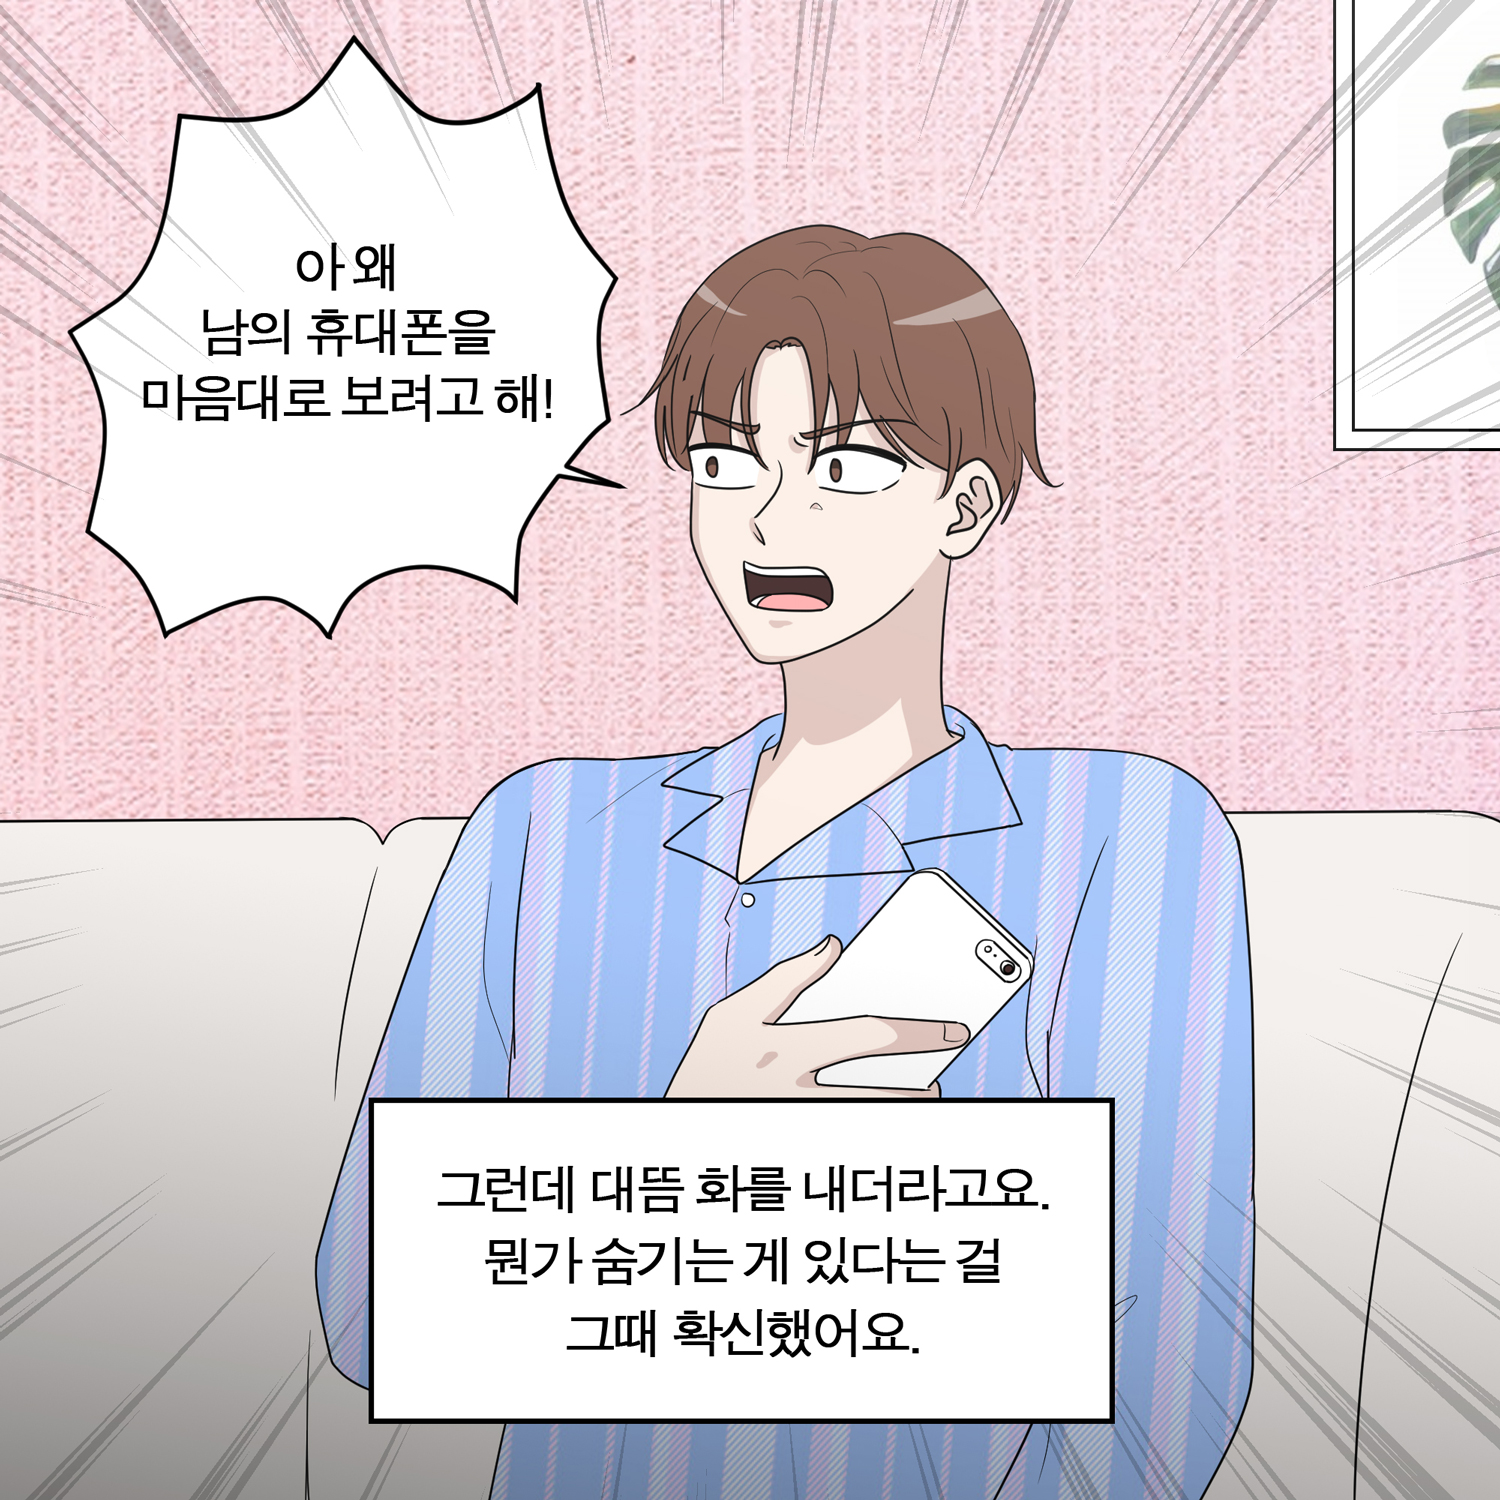 아 왜
남의 휴대폰을
마음대로 보려고 해!
그런데 대뜸 화를 내더라고요.
뭔가 숨기는 게 있다는 걸
그때 확신했어요.